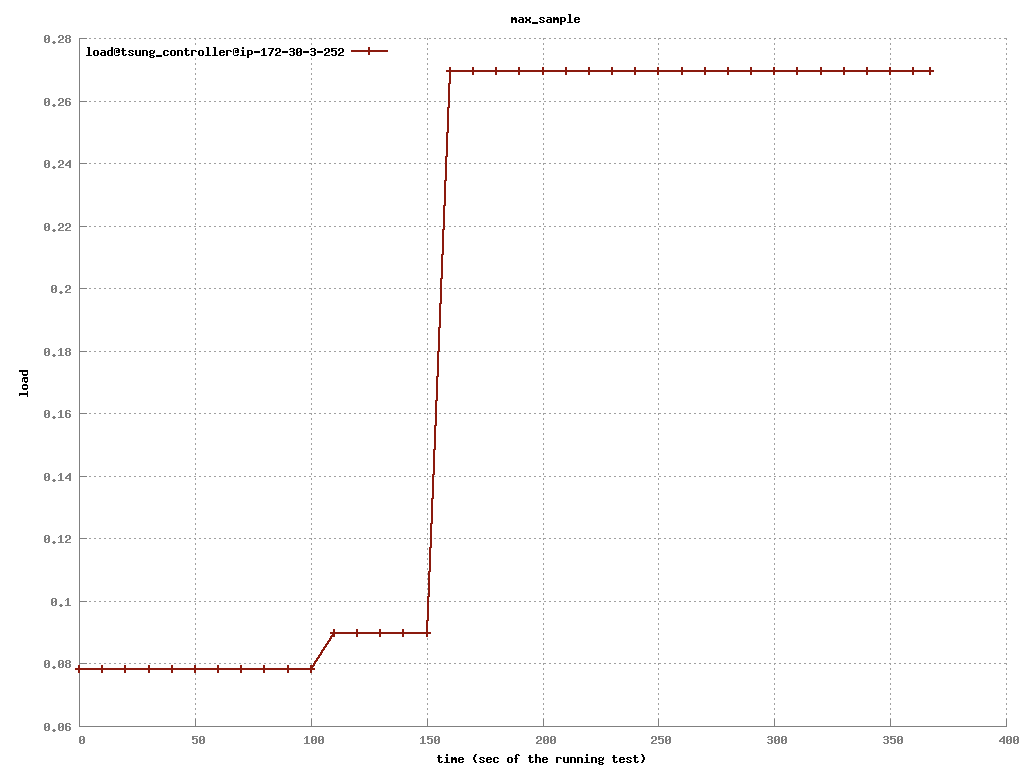 max_sample
load@tsung_controller@ip-172-30-3-252
0.28
0.26
0.24
0.22
0.2
0.18
0.16
0.14
0.12
0.1
0.08
0.06
load
0 50 100 150 200 250 300 350 400
time (sec of the running test)